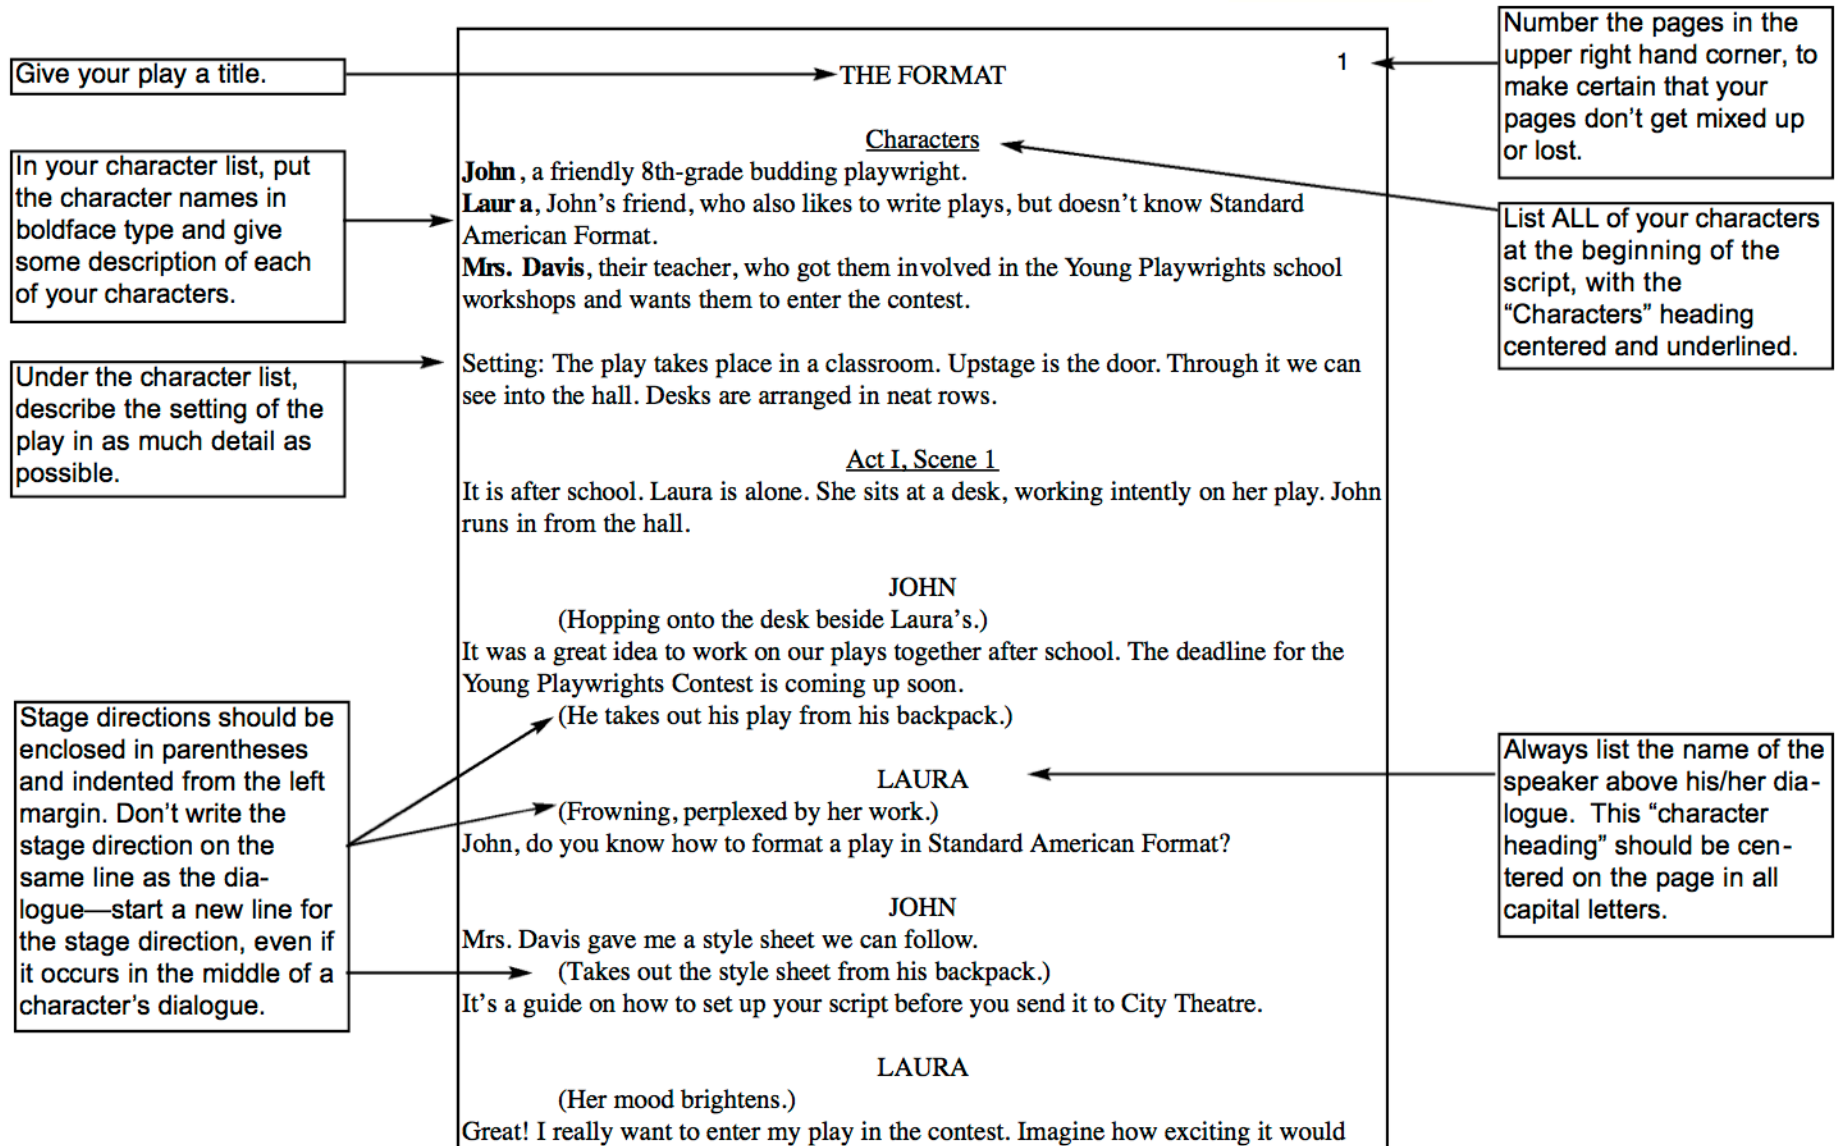 Give your play a title.
In your character list, put
the character names in
boldface type and give
some description of each
of your characters.
Under the character list,
describe the setting of the
play in as much detail as
possible.
Stage directions should be
enclosed in parentheses
and indented from the left
margin. Don't write the
stage direction on the
same line as the dia-
logue—start a new line for
the stage direction, even if
it occurs in the middle of a
character's dialogue.
1
THE FORMAT
Characters
John, a friendly 8th-grade budding playwright.
Laura, John's friend, who also likes to write plays, but doesn't know Standard
American Format.
Mrs. Davis, their teacher, who got them involved in the Young Playwrights school
workshops and wants them to enter the contest.
Setting: The play takes place in a classroom. Upstage is the door. Through it we can
see into the hall. Desks are arranged in neat rows.
Act I, Scene 1
It is after school. Laura is alone. She sits at a desk, working intently on her play. John
runs in from the hall.
JOHN
(Hopping onto the desk beside Laura's.)
It was a great idea to work on our plays together after school. The deadline for the
Young Playwrights Contest is coming up soon.
(He takes out his play from his backpack.)
LAURA
(Frowning, perplexed by her work.)
John, do you know how to format a play in Standard American Format?
JOHN
Mrs. Davis gave me a style sheet we can follow.
(Takes out the style sheet from his backpack.)
It's a guide on how to set up your script before you send it to City Theatre.
LAURA
(Her mood brightens.)
Great! I really want to enter my play in the contest. Imagine how exciting it would
Number the pages in the
upper right hand corner, to
make certain that your
pages don't get mixed up
or lost.
List ALL of your characters
at the beginning of the
script, with the
"Characters" heading
centered and underlined.
Always list the name of the
speaker above his/her dia-
logue. This "character
heading" should be cen-
tered on the page in all
capital letters.